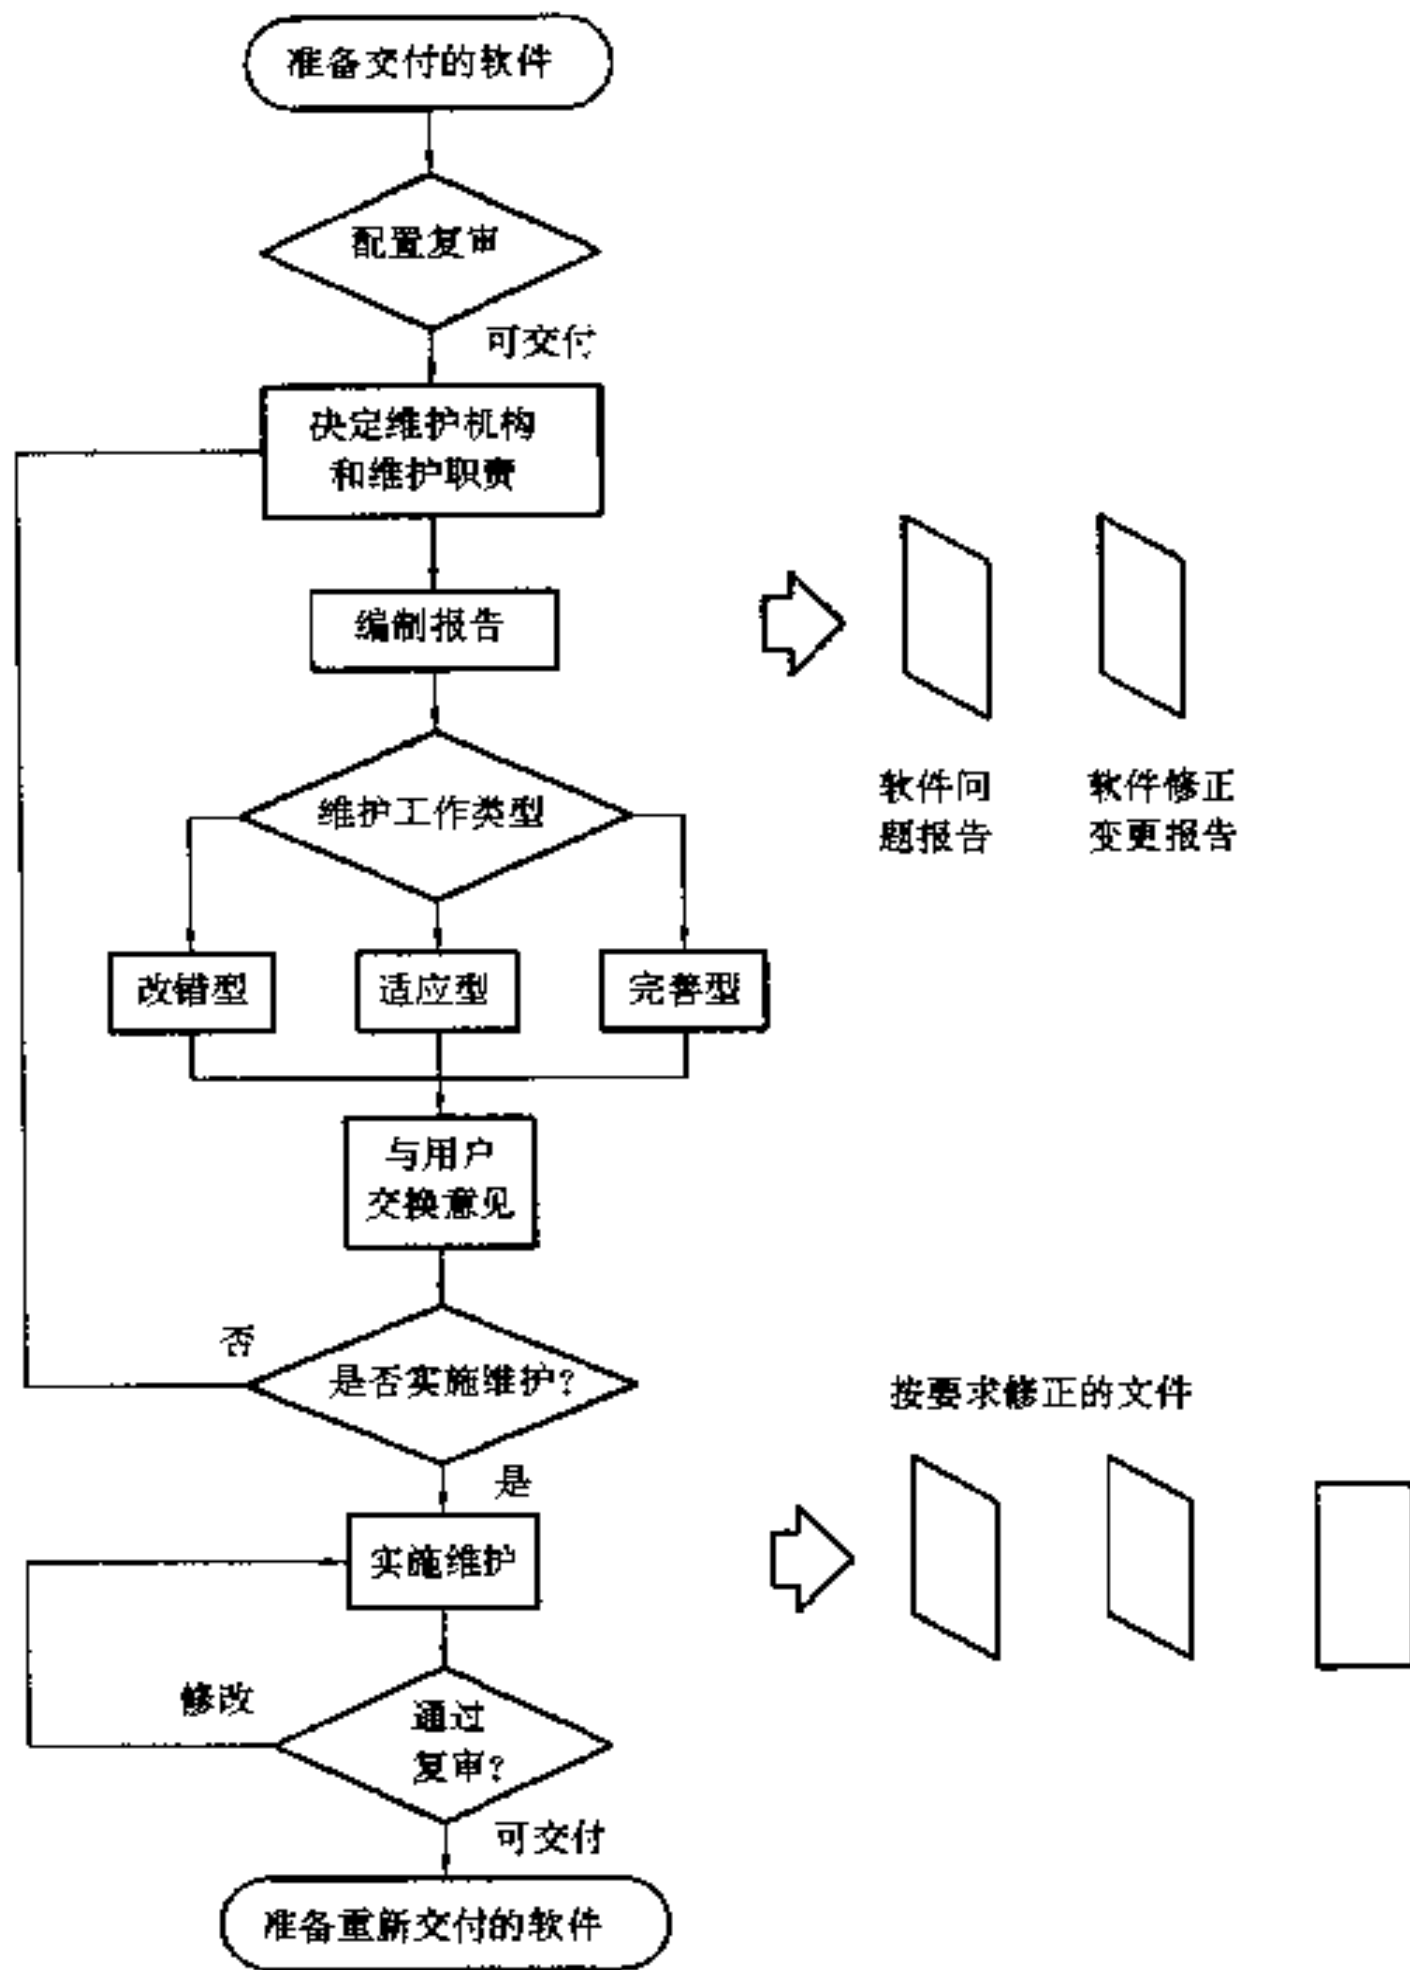 准备交付的软件
配置复审
可交付
决定维护机构
和维护职责
编制报告
软件问
题报告
软件修正
变更报告
维护工作类型
改错型
适应型
完善型
与用户
交换意见
否
是否实施维护?
按要求修正的文件
是
实施维护
修改
通过
复审?
可交付
准备重新交付的软件